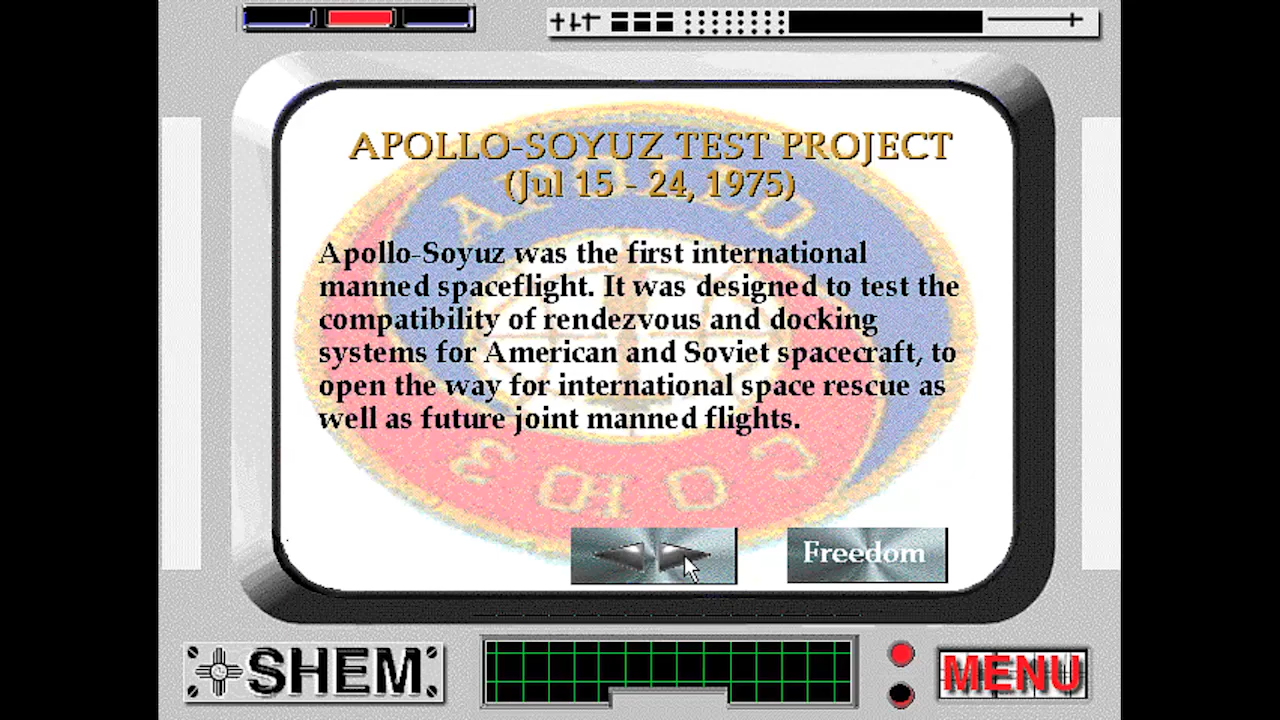 APOLLO-SOYUZ TEST PROJECT
(Jul 15 - 24, 1975)
APOLLO
Apollo-Soyuz was the first international
manned spaceflight. It was designed to test the
compatibility of rendezvous and docking
systems for American and Soviet spacecraft, to
open the way for international space rescue as
well as future joint manned flights.
СОЮЗ
Freedom
SHEM
MENU